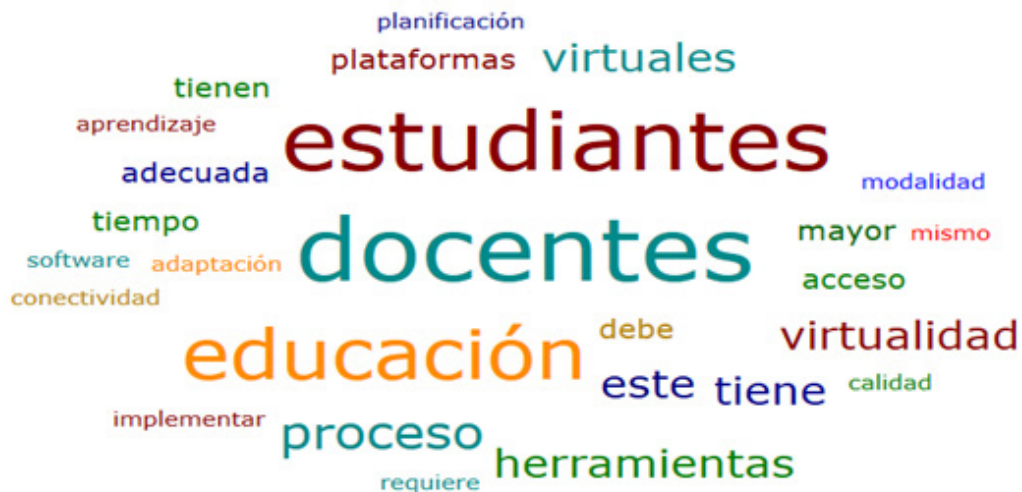 planificación
plataformas virtuales
tienen
aprendizaje
estudiantes
adecuada
modalidad
tiempo
docentes
mayor mismo
software adaptación
acceso
conectividad
educación
debe
virtualidad
este tiene
calidad
implementar
proceso
herramientas
requiere